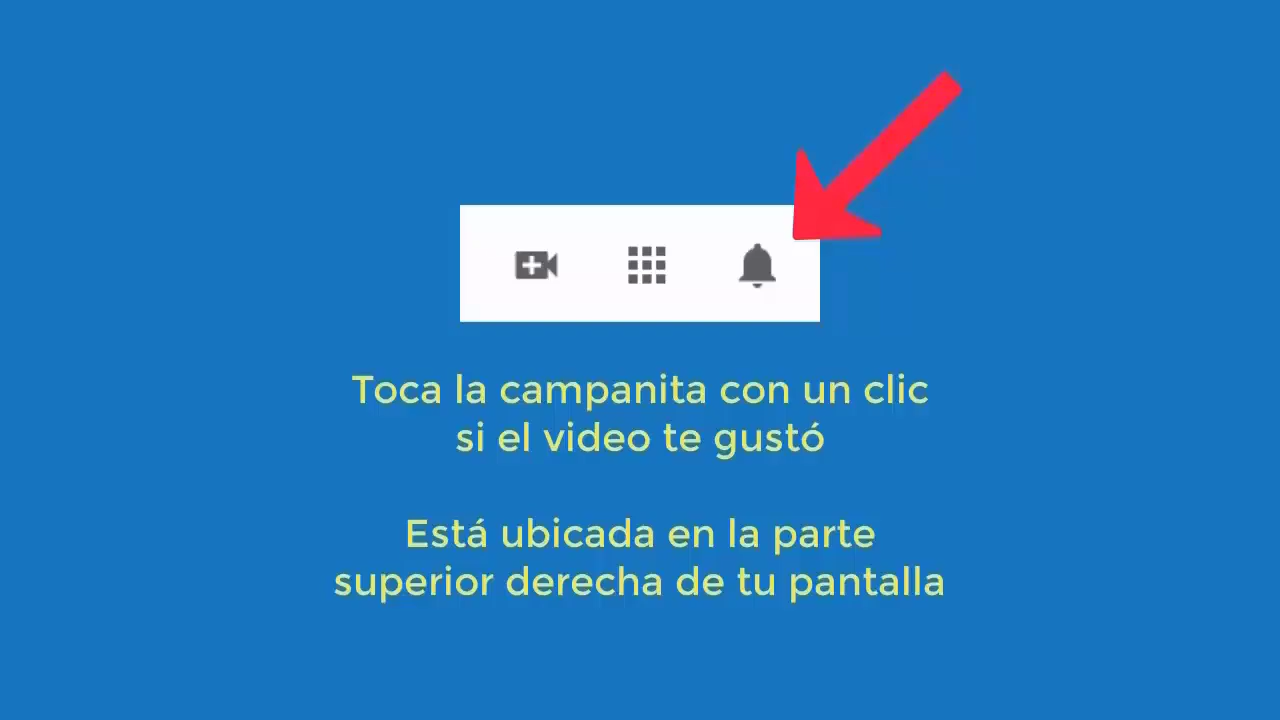 Toca la campanita con un clic
si el video te gustó
Está ubicada en la parte
superior derecha de tu pantalla